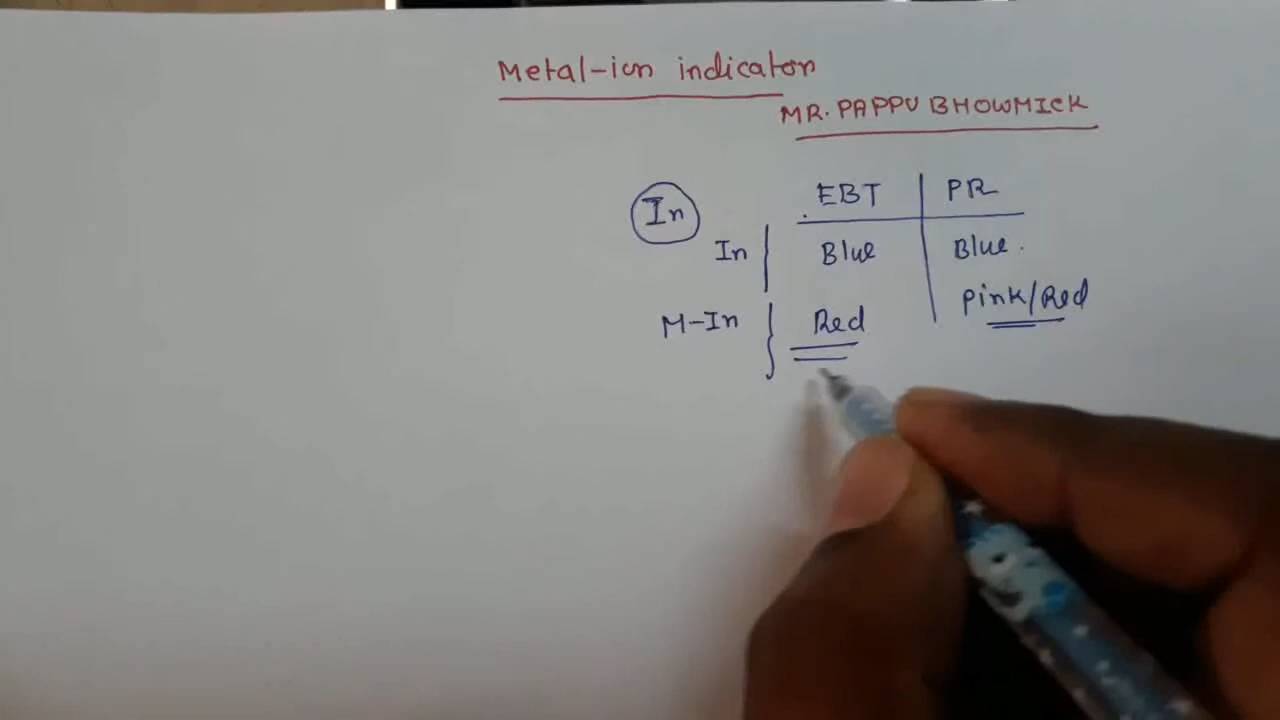 Metal-ion indicator
MR. PAPPU BHOWMICK
In
EBT PR
In Blue Blue.
M-In Red Pink/Red